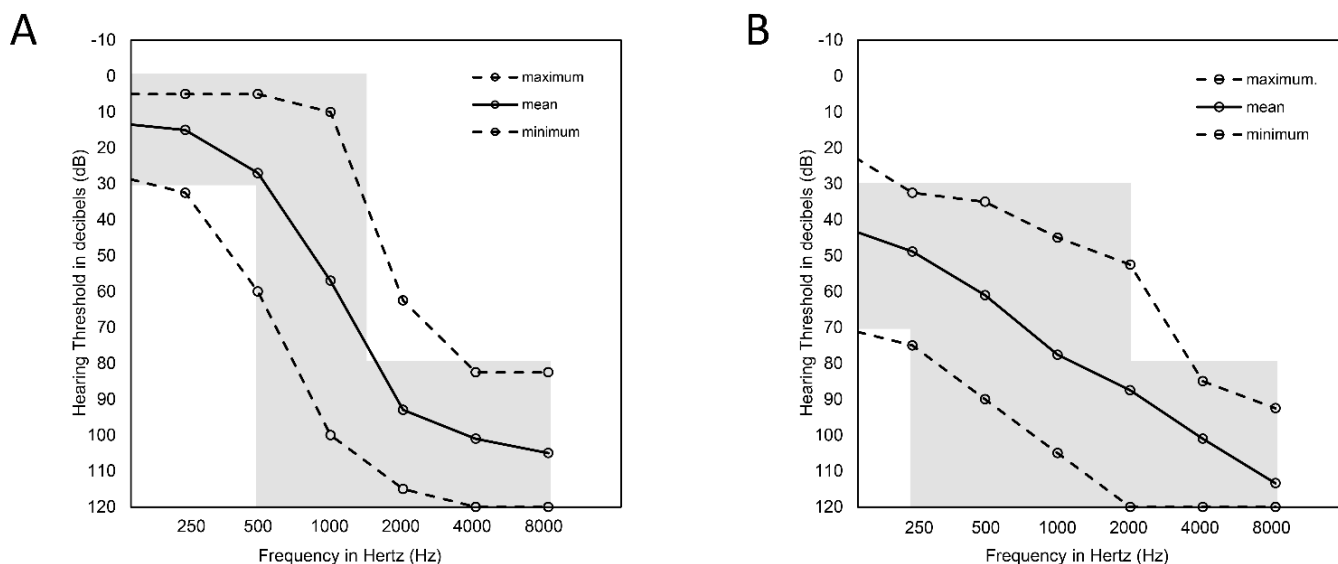 A
-10
0
10
20
30
40
50
60
70
80
90
100
110
120
Hearing Threshold in decibels (dB)
maximum
mean
minimum
250 500 1000 2000 4000 8000
Frequency in Hertz (Hz)
B
-10
0
10
20
30
40
50
60
70
80
90
100
110
120
Hearing Threshold in decibels (dB)
maximum.
mean
minimum
250 500 1000 2000 4000 8000
Frequency in Hertz (Hz)